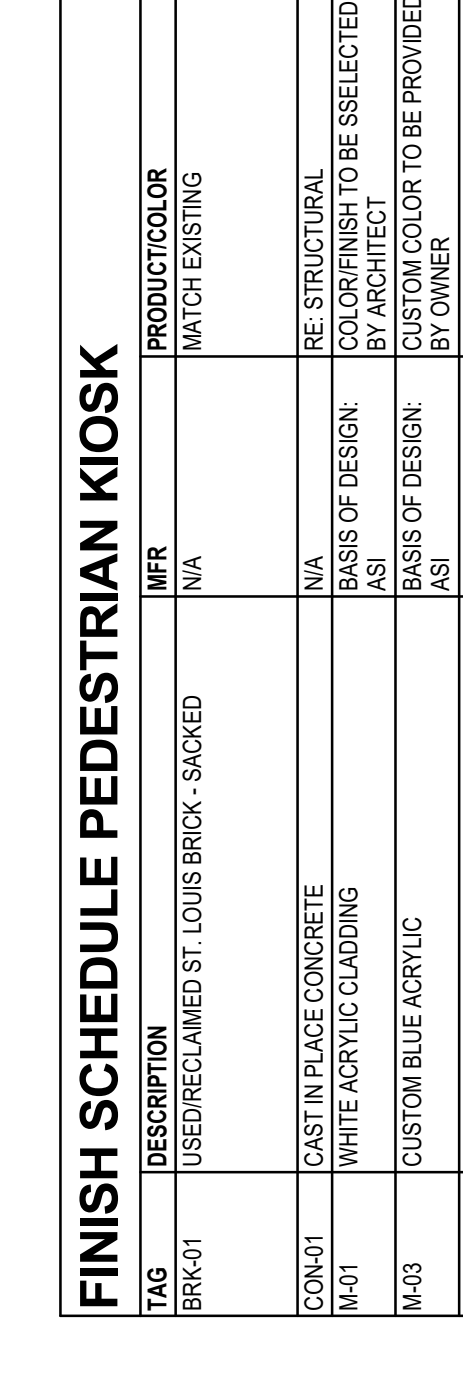 FINISH SCHEDULE PEDESTRIAN KIOSK
TAG DESCRIPTION MFR PRODUCT/COLOR
BRK-01 USED/RECLAIMED ST. LOUIS BRICK - SACKED N/A MATCH EXISTING
CON-01 CAST IN PLACE CONCRETE N/A RE: STRUCTURAL
M-01 WHITE ACRYLIC CLADDING BASIS OF DESIGN: COLOR/FINISH TO BE SSELECTED
ASI BY ARCHITECT
M-03 CUSTOM BLUE ACRYLIC BASIS OF DESIGN: CUSTOM COLOR TO BE PROVIDED
ASI BY OWNER